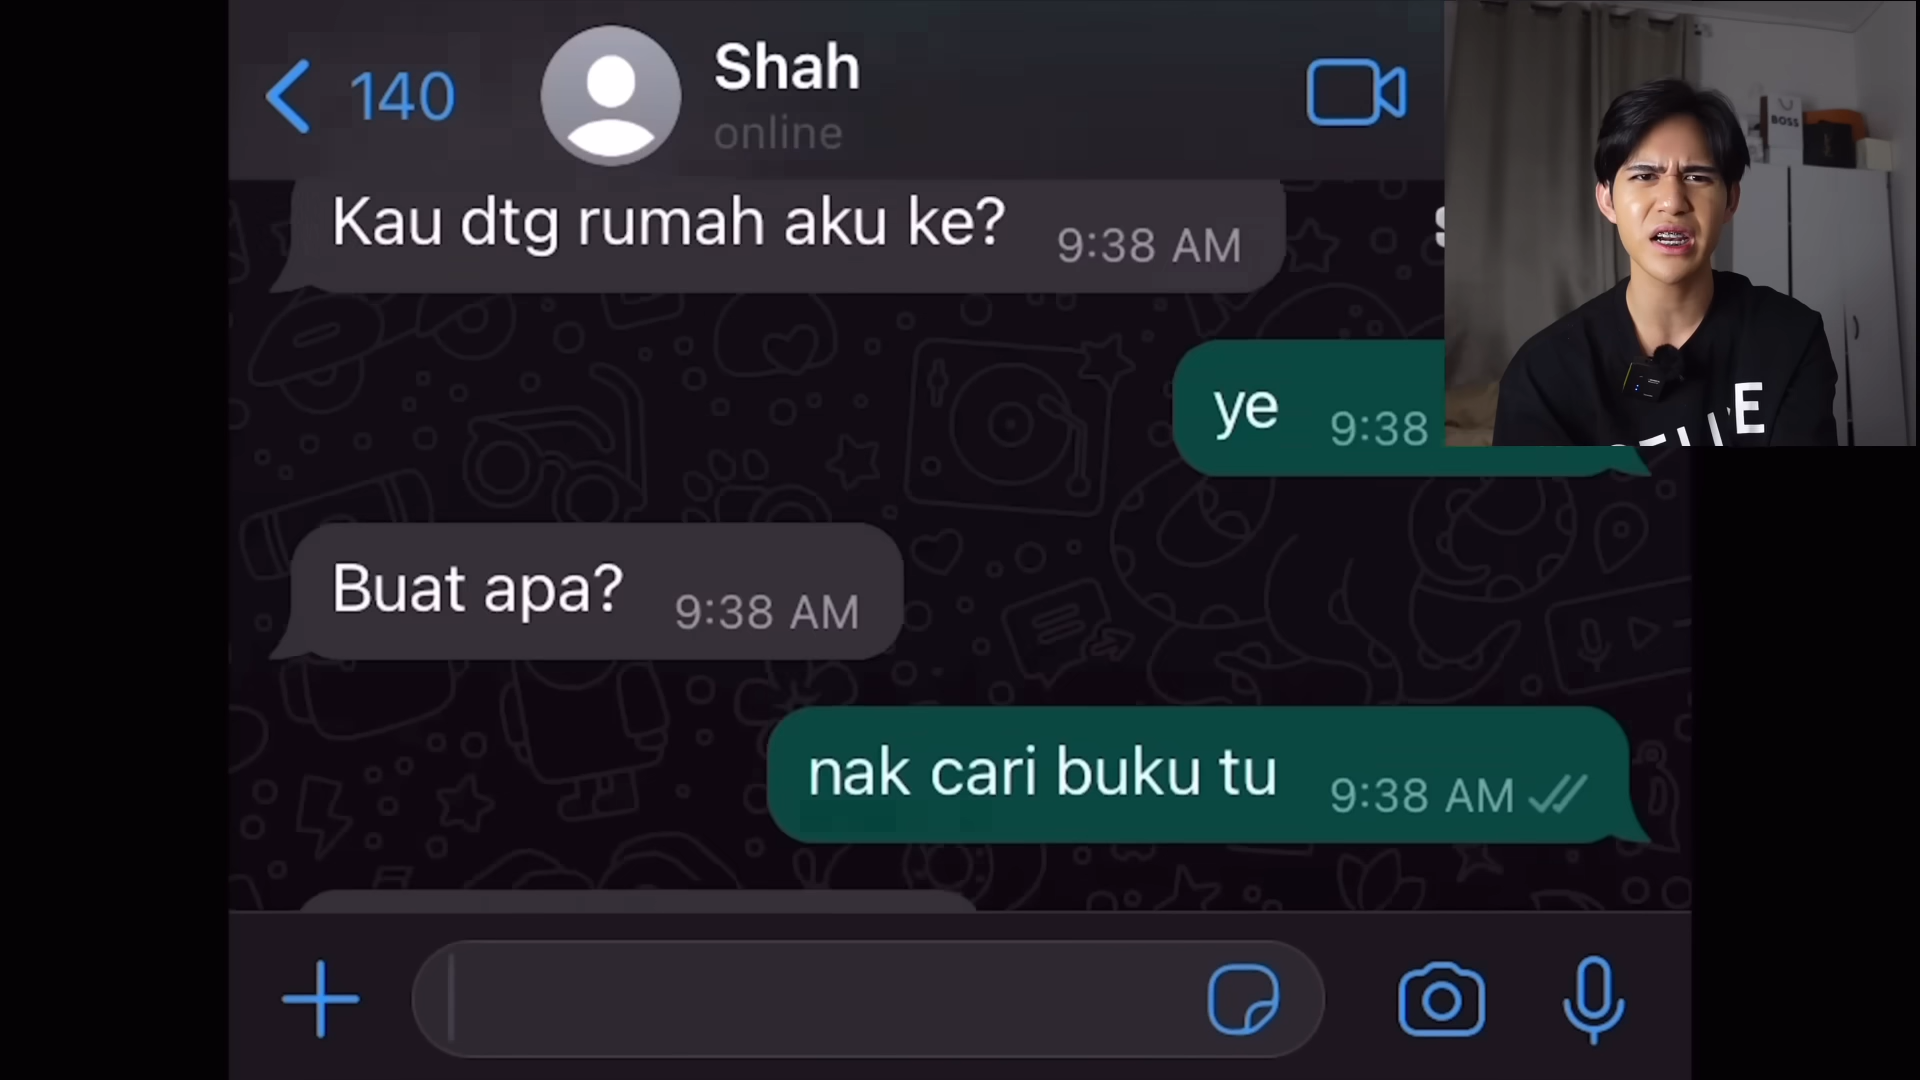 140
Shah
online
Kau dtg rumah aku ke? 9:38 AM
ye 9:38
Buat apa? 9:38 AM
nak cari buku tu 9:38 AM
BOSS